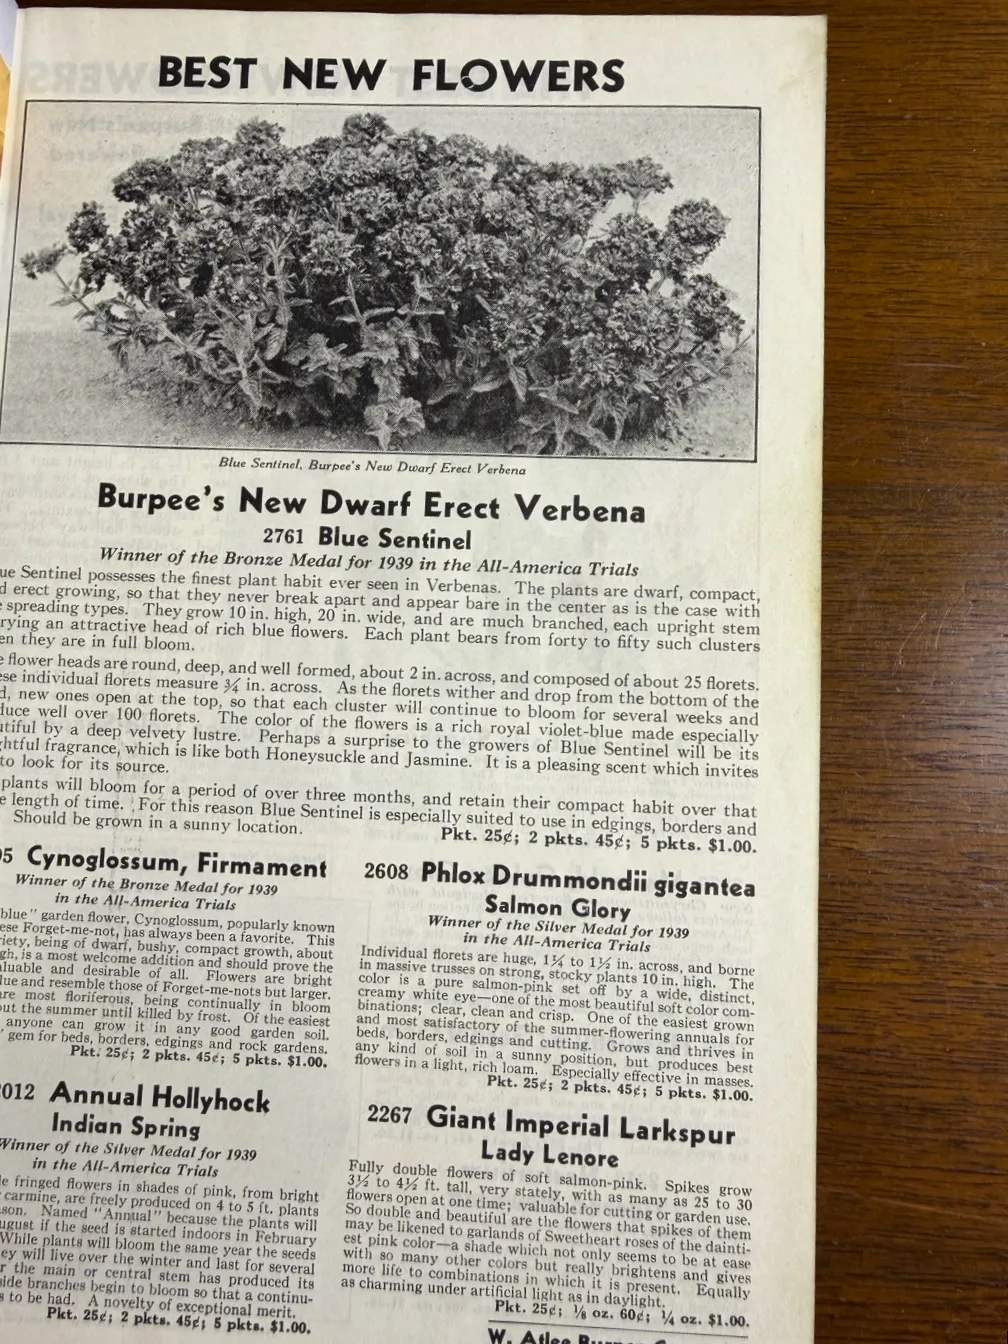 BEST NEW FLOWERS
Blue Sentinel, Burpee's New Dwarf Erect Verbena
Burpee's New Dwarf Erect Verbena
2761 Blue Sentinel
Winner of the Bronze Medal for 1939 in the All-America Trials
ue Sentinel possesses the finest plant habit ever seen in Verbenas. The plants are dwarf, compact,
d erect growing, so that they never break apart and appear bare in the center as is the case with
e spreading types. They grow 10 in. high, 20 in. wide, and are much branched, each upright stem
rying an attractive head of rich blue flowers. Each plant bears from forty to fifty such clusters
en they are in full bloom.
e flower heads are round, deep, and well formed, about 2 in. across, and composed of about 25 florets.
ese individual florets measure ¾ in. across. As the florets wither and drop from the bottom of the
d, new ones open at the top, so that each cluster will continue to bloom for several weeks and
duce well over 100 florets. The color of the flowers is a rich royal violet-blue made especially
utiful by a deep velvety lustre. Perhaps a surprise to the growers of Blue Sentinel will be its
ghtful fragrance, which is like both Honeysuckle and Jasmine. It is a pleasing scent which invites
to look for its source.
plants will bloom for a period of over three months, and retain their compact habit over that
e length of time. For this reason Blue Sentinel is especially suited to use in edgings, borders and
Should be grown in a sunny location. Pkt. 25¢; 2 pkts. 45¢; 5 pkts. $1.00.
95 Cynoglossum, Firmament
Winner of the Bronze Medal for 1939
in the All-America Trials
blue" garden flower, Cynoglossum, popularly known
ese Forget-me-not, has always been a favorite. This
riety, being of dwarf, bushy, compact growth, about
gh, is a most welcome addition and should prove the
aluable and desirable of all. Flowers are bright
lue and resemble those of Forget-me-nots but larger.
are most floriferous, being continually in bloom
out the summer until killed by frost. Of the easiest
anyone can grow it in any good garden soil.
gem for beds, borders, edgings and rock gardens.
Pkt. 25¢; 2 pkts. 45¢; 5 pkts. $1.00.
2012 Annual Hollyhock
Indian Spring
Winner of the Silver Medal for 1939
in the All-America Trials
le fringed flowers in shades of pink, from bright
carmine, are freely produced on 4 to 5 ft. plants
son. Named "Annual" because the plants will
ugust if the seed is started indoors in February
While plants will bloom the same year the seeds
ey will live over the winter and last for several
r the main or central stem has produced its
ide branches begin to bloom so that a continu-
s to be had. A novelty of exceptional merit.
Pkt. 25¢; 2 pkts. 45¢; 5 pkts. $1.00.
2608 Phlox Drummondii gigantea
Salmon Glory
Winner of the Silver Medal for 1939
in the All-America Trials
Individual florets are huge, 1¼ to 1½ in. across, and borne
in massive trusses on strong, stocky plants 10 in. high. The
color is a pure salmon-pink set off by a wide, distinct,
creamy white eye—one of the most beautiful soft color com-
binations; clear, clean and crisp. One of the easiest grown
and most satisfactory of the summer-flowering annuals for
beds, borders, edgings and cutting. Grows and thrives in
any kind of soil in a sunny position, but produces best
flowers in a light, rich loam. Especially effective in masses.
Pkt. 25¢; 2 pkts. 45¢; 5 pkts. $1.00.
2267 Giant Imperial Larkspur
Lady Lenore
Fully double flowers of soft salmon-pink. Spikes grow
3½ to 4½ ft. tall, very stately, with as many as 25 to 30
flowers open at one time; valuable for cutting or garden use.
So double and beautiful are the flowers that spikes of them
may be likened to garlands of Sweetheart roses of the dainti-
est pink color—a shade which not only seems to be at ease
with so many other colors but really brightens and gives
more life to combinations in which it is present. Equally
as charming under artificial light as in daylight.
Pkt. 25¢; ⅛ oz. 60¢; ¼ oz. $1.00.
W. Atlee